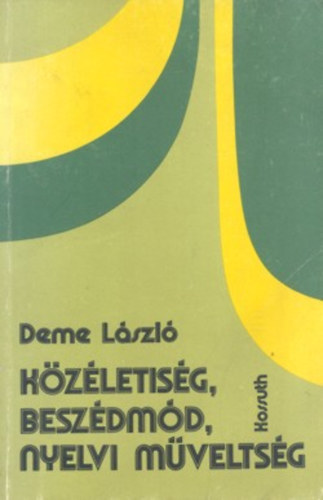 Deme László
KÖZÉLETISÉG,
BESZÉDMÓD,
NYELVI MŰVELTSÉG
Kossuth